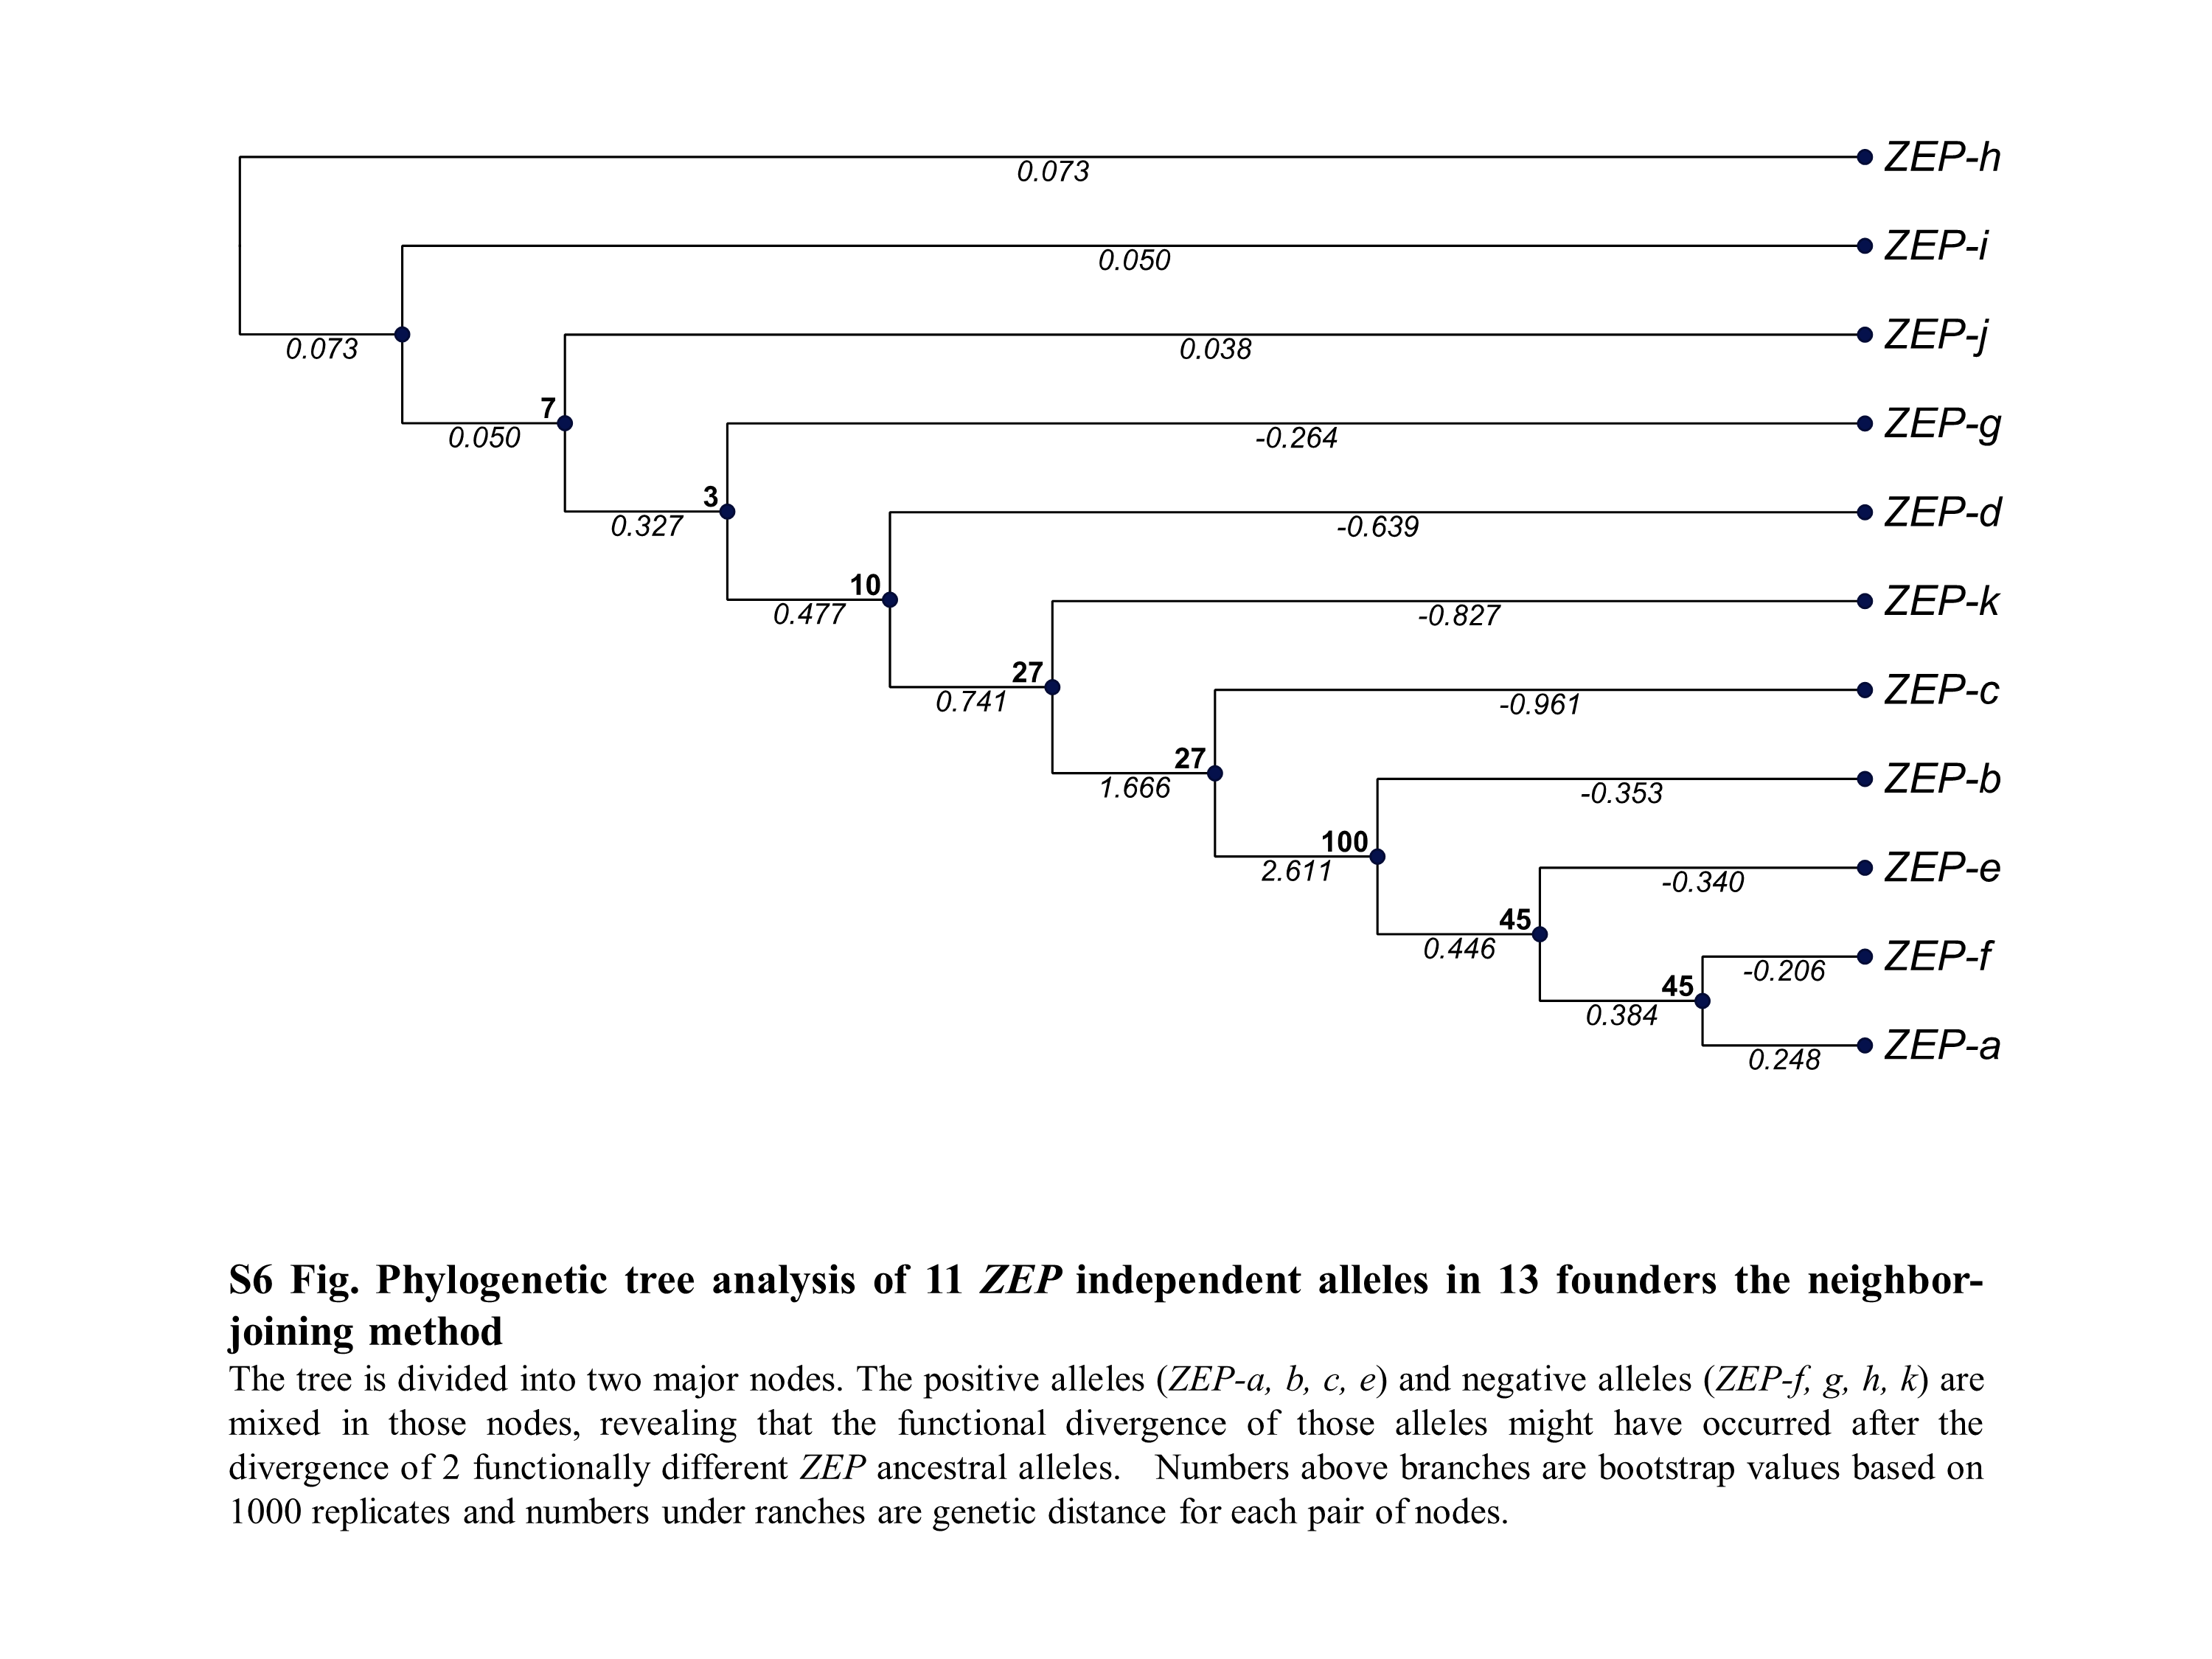 ZEP-h
0.073
ZEP-i
0.050
ZEP-j
0.073
0.038
7
ZEP-g
0.050
-0.264
3
ZEP-d
0.327
-0.639
10
ZEP-k
0.477
-0.827
27
ZEP-c
0.741
-0.961
27
ZEP-b
1.666
-0.353
100
ZEP-e
2.611
-0.340
45
ZEP-f
0.446
-0.206
45
0.384
ZEP-a
0.248
S6 Fig. Phylogenetic tree analysis of 11 ZEP independent alleles in 13 founders the neighbor-
joining method
The tree is divided into two major nodes. The positive alleles (ZEP-a, b, c, e) and negative alleles (ZEP-f, g, h, k) are
mixed in those nodes, revealing that the functional divergence of those alleles might have occurred after the
divergence of 2 functionally different ZEP ancestral alleles. Numbers above branches are bootstrap values based on
1000 replicates and numbers under ranches are genetic distance for each pair of nodes.